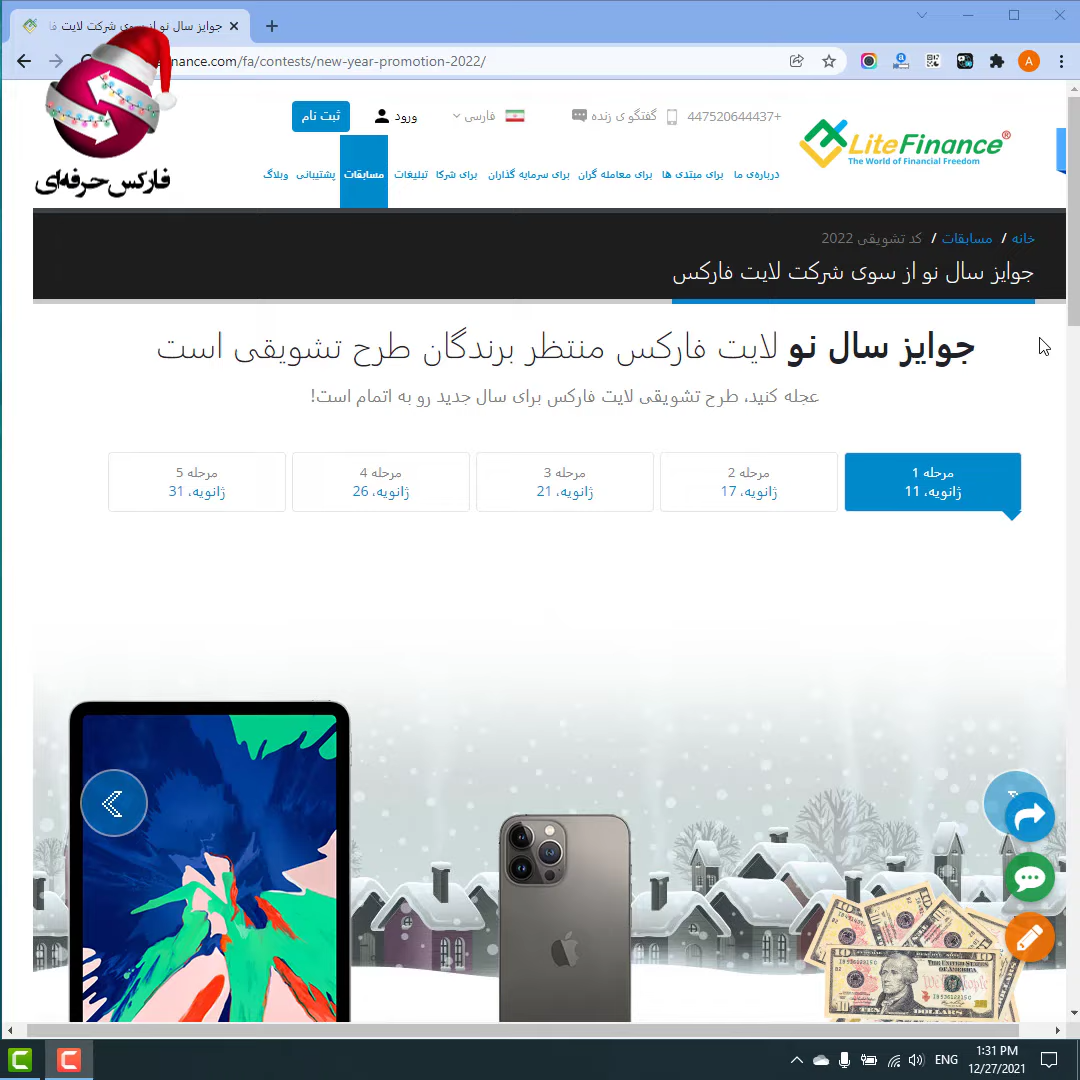 جوایز سال نو از سوی شرکت لایت فا
inance.com/fa/contests/new-year-promotion-2022/
A
فارکس حرفه‌ای
ثبت نام
ورود
فارسی
گفتگو ی زنده
447520644437+
LiteFinance®
The World of Financial Freedom
درباره‌ی ما
برای مبتدی ها
برای معامله گران
برای سرمایه گذاران
برای شرکا
تبلیغات
مسابقات
پشتیبانی
وبلاگ
خانه / مسابقات / کد تشویقی 2022
جوایز سال نو از سوی شرکت لایت فارکس
جوایز سال نو لایت فارکس منتظر برندگان طرح تشویقی است
عجله کنید، طرح تشویقی لایت فارکس برای سال جدید رو به اتمام است!
مرحله 1
ژانویه، 11
مرحله 2
ژانویه، 17
مرحله 3
ژانویه، 21
مرحله 4
ژانویه، 26
مرحله 5
ژانویه، 31
ENG
1:31 PM
12/27/2021